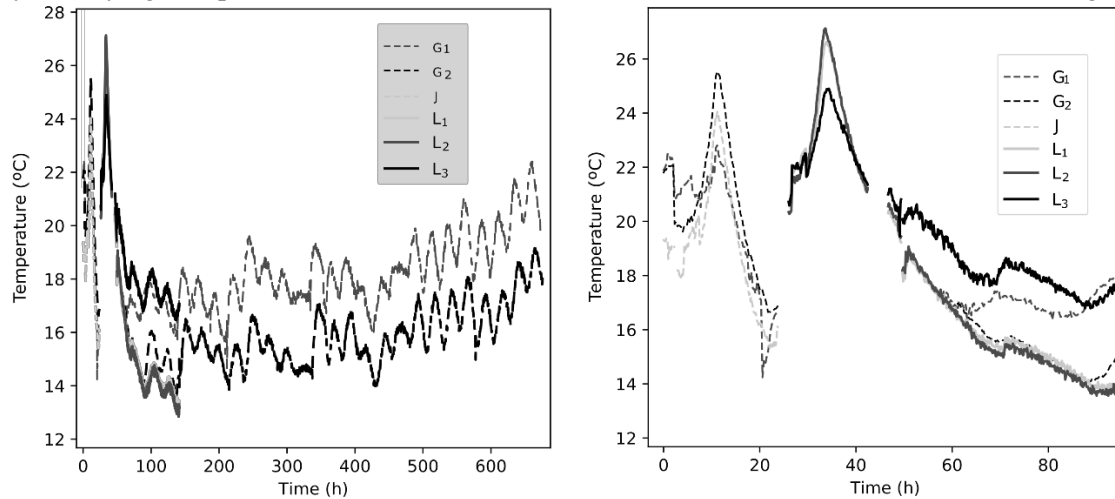 28
26
24
22
20
18
16
14
12
Temperature (ºC)
0 100 200 300 400 500 600
Time (h)
G1
G2
J
L1
L2
L3
26
24
22
20
18
16
14
12
Temperature (ºC)
0 20 40 60 80
Time (h)
G1
G2
J
L1
L2
L3